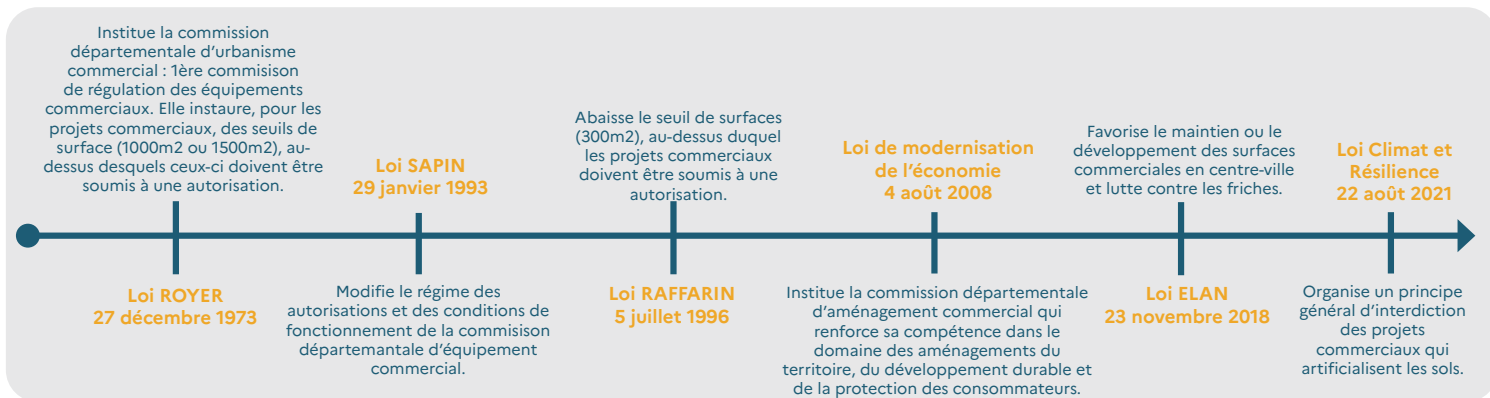 Institue la commission
départementale d'urbanisme
commercial : 1ère commisison
de régulation des équipements
commerciaux. Elle instaure, pour les
projets commerciaux, des seuils de
surface (1000m2 ou 1500m2), au-
dessus desquels ceux-ci doivent être
soumis à une autorisation.
Loi ROYER
27 décembre 1973
Loi SAPIN
29 janvier 1993
Modifie le régime des
autorisations et des conditions de
fonctionnement de la commisison
départemantale d'équipement
commercial.
Abaisse le seuil de surfaces
(300m2), au-dessus duquel
les projets commerciaux
doivent être soumis à une
autorisation.
Loi RAFFARIN
5 juillet 1996
Loi de modernisation
de l'économie
4 août 2008
Institue la commission départementale
d'aménagement commercial qui
renforce sa compétence dans le
domaine des aménagements du
territoire, du développement durable et
de la protection des consommateurs.
Favorise le maintien ou le
développement des surfaces
commerciales en centre-ville
et lutte contre les friches.
Loi ELAN
23 novembre 2018
Loi Climat et
Résilience
22 août 2021
Organise un principe
général d'interdiction
des projets
commerciaux qui
artificialisent les sols.